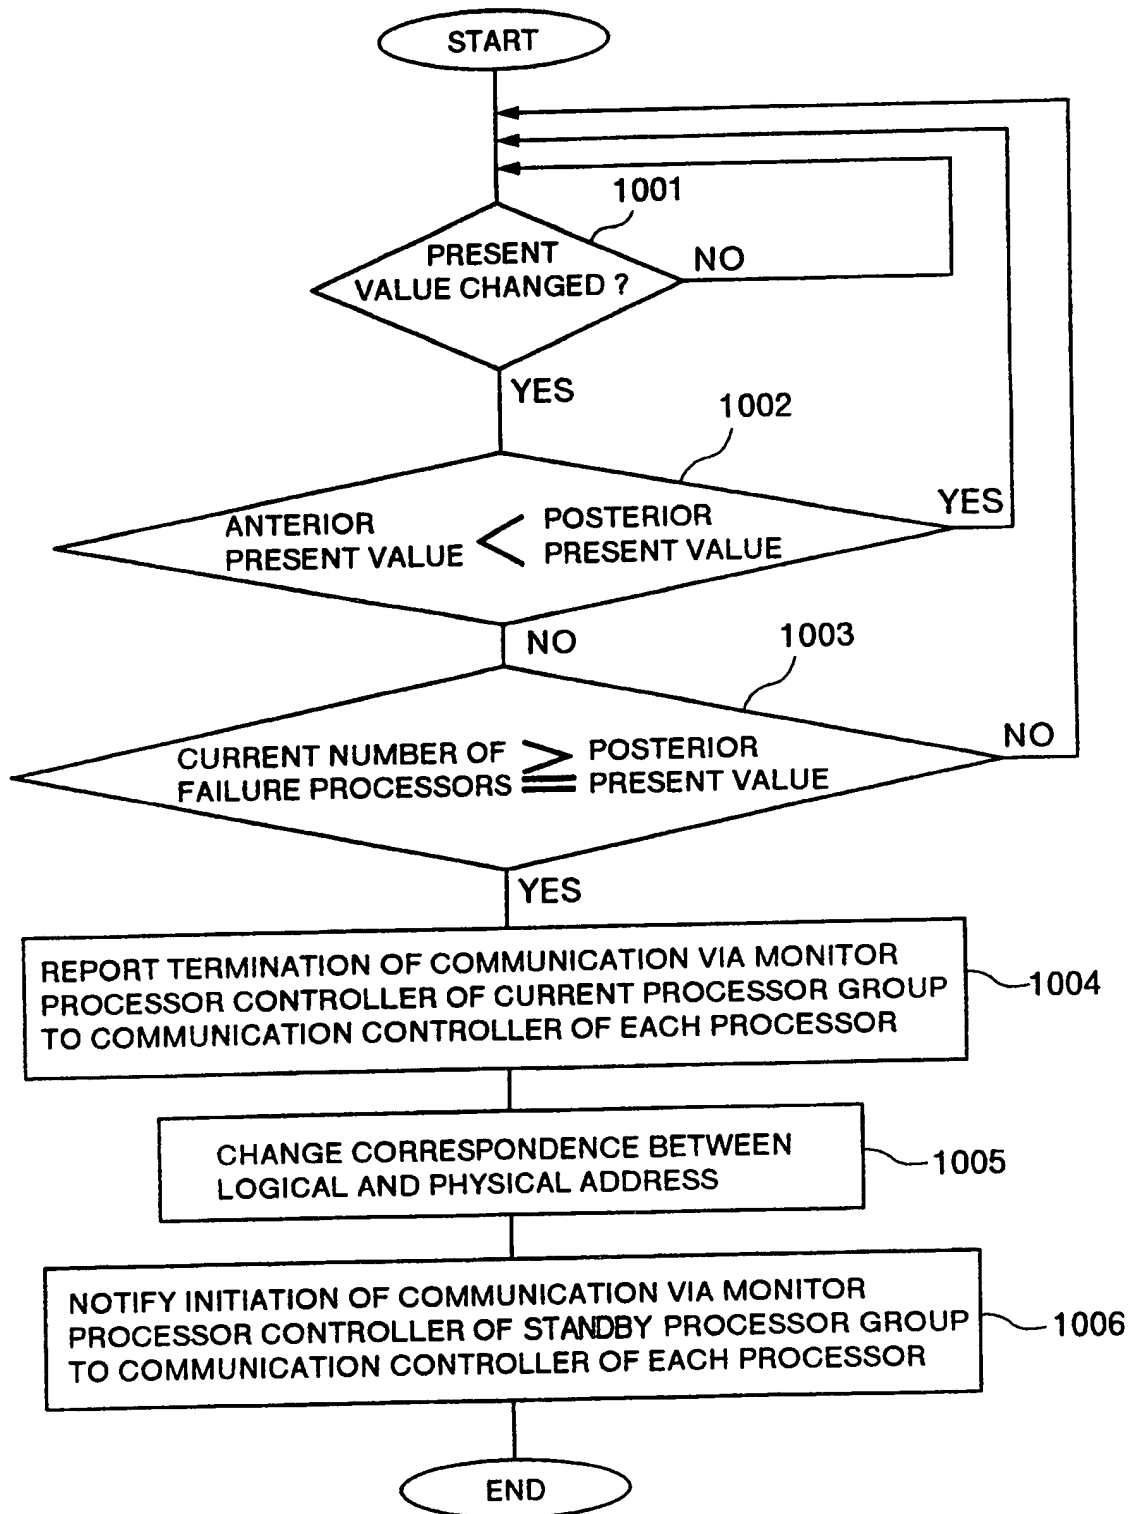 START
1001
PRESENT
VALUE CHANGED ?
NO
YES
1002
ANTERIOR
PRESENT VALUE
<
POSTERIOR
PRESENT VALUE
YES
NO
1003
CURRENT NUMBER OF
FAILURE PROCESSORS
≧
POSTERIOR
PRESENT VALUE
NO
YES
REPORT TERMINATION OF COMMUNICATION VIA MONITOR
PROCESSOR CONTROLLER OF CURRENT PROCESSOR GROUP
TO COMMUNICATION CONTROLLER OF EACH PROCESSOR
1004
CHANGE CORRESPONDENCE BETWEEN
LOGICAL AND PHYSICAL ADDRESS
1005
NOTIFY INITIATION OF COMMUNICATION VIA MONITOR
PROCESSOR CONTROLLER OF STANDBY PROCESSOR GROUP
TO COMMUNICATION CONTROLLER OF EACH PROCESSOR
1006
END